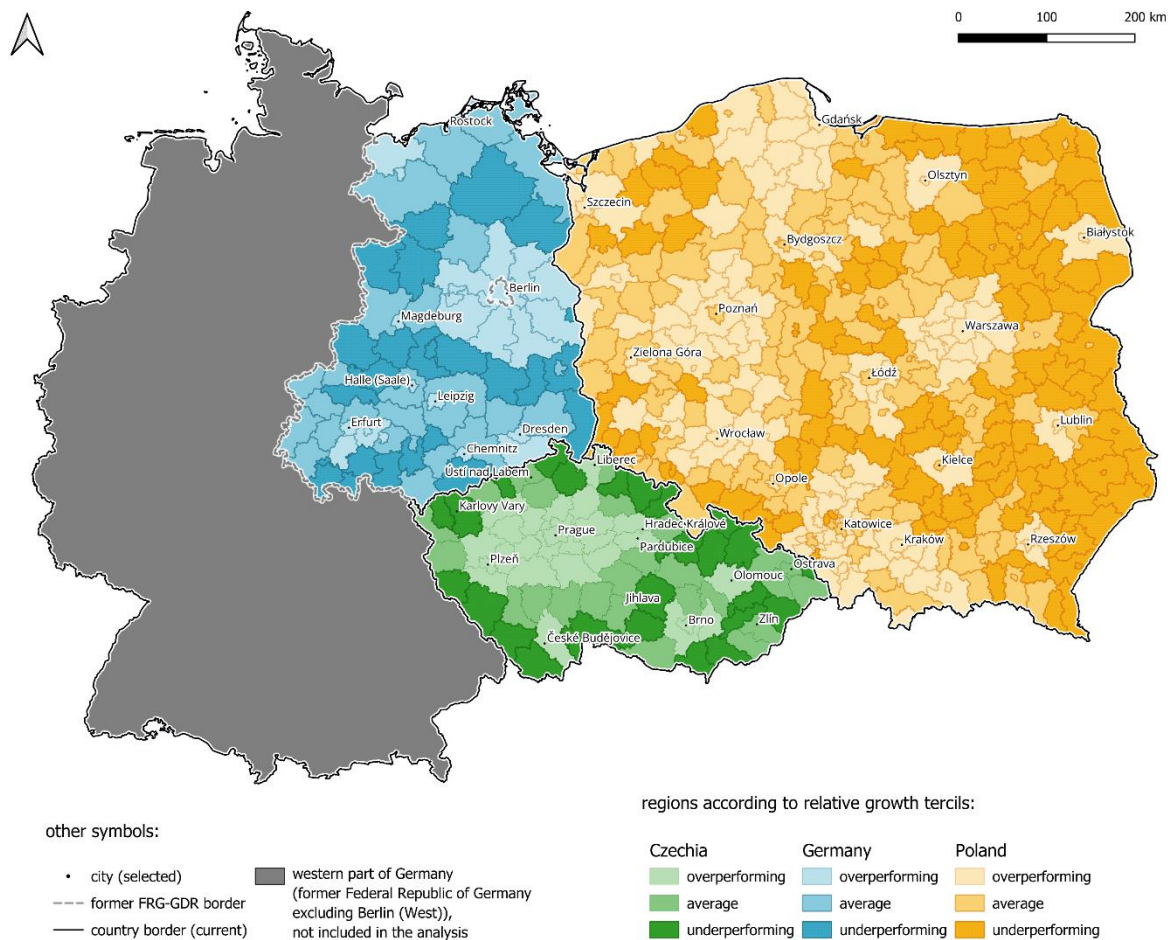 0 100 200 km
Rostock
Gdańsk
Olsztyn
Szczecin
Białystok
Bydgoszcz
Berlin
Poznań
Magdeburg
Warszawa
Zielona Góra
Łódź
Halle (Saale)
Leipzig
Erfurt
Lublin
Dresden
Wrocław
Chemnitz
Liberec
Kielce
Ústí nad Labem
Opole
Karlovy Vary
Hradec Králové
Katowice
Prague
Kraków
Rzeszów
Pardubice
Plzeň
Ostrava
Olomouc
Jihlava
Brno
Zlín
České Budějovice
other symbols:
city (selected)
former FRG-GDR border
country border (current)
western part of Germany
(former Federal Republic of Germany
excluding Berlin (West)),
not included in the analysis
regions according to relative growth tercils:
Czechia
overperforming
average
underperforming
Germany
overperforming
average
underperforming
Poland
overperforming
average
underperforming